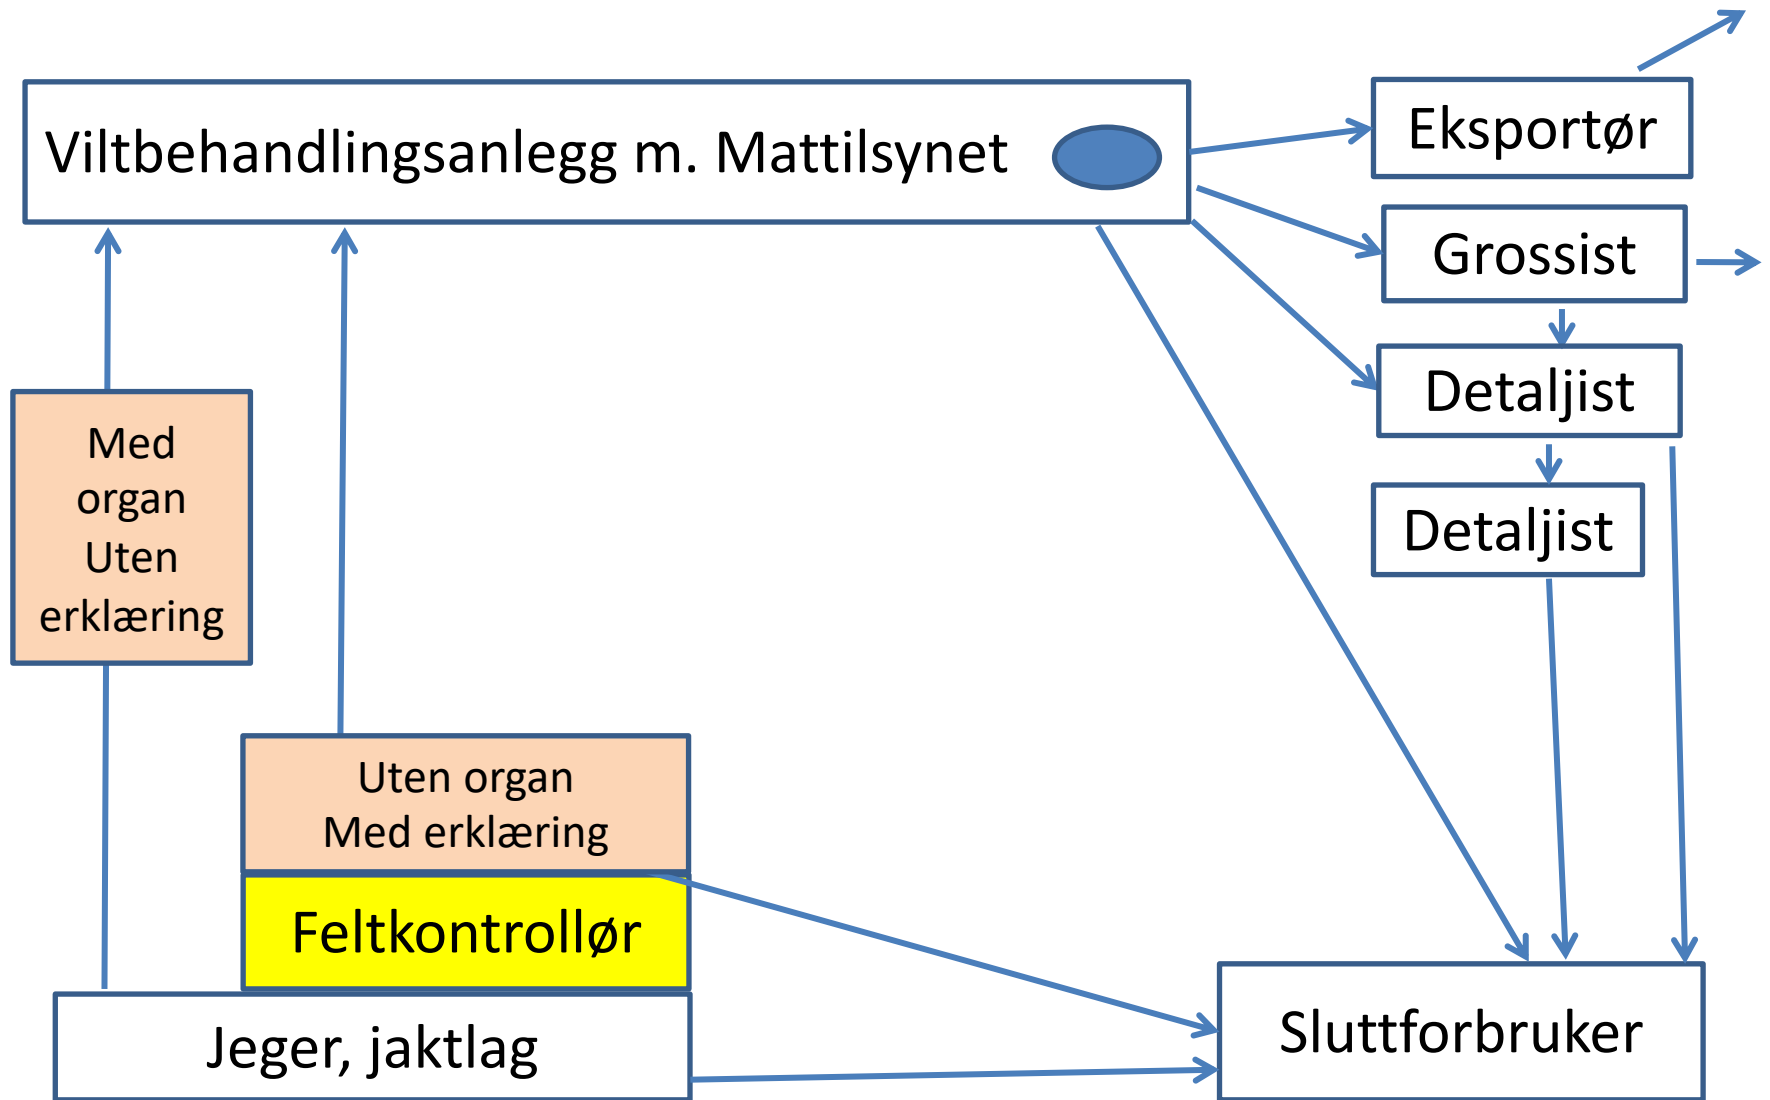 Viltbehandlingsanlegg m. Mattilsynet
Eksportør
Grossist
Detaljist
Detaljist
Med
organ
Uten
erklæring
Uten organ
Med erklæring
Feltkontrollør
Jeger, jaktlag
Sluttforbruker